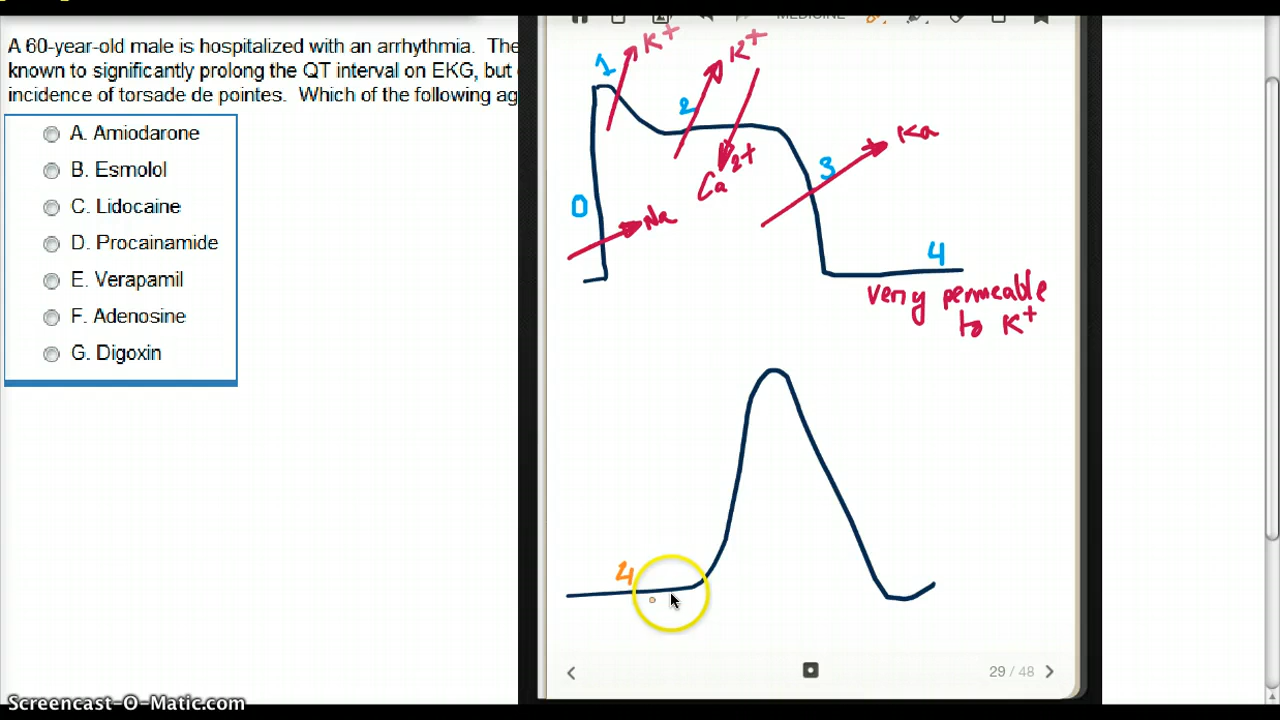 A 60-year-old male is hospitalized with an arrhythmia. The
known to significantly prolong the QT interval on EKG, but
incidence of torsade de pointes. Which of the following ag
A. Amiodarone
B. Esmolol
C. Lidocaine
D. Procainamide
E. Verapamil
F. Adenosine
G. Digoxin
MEDICINE
1
K+
K+
2
Ca2+
3
Ka
0
Na
4
very permeable
to K+
4
29 / 48
Screencast-O-Matic.com